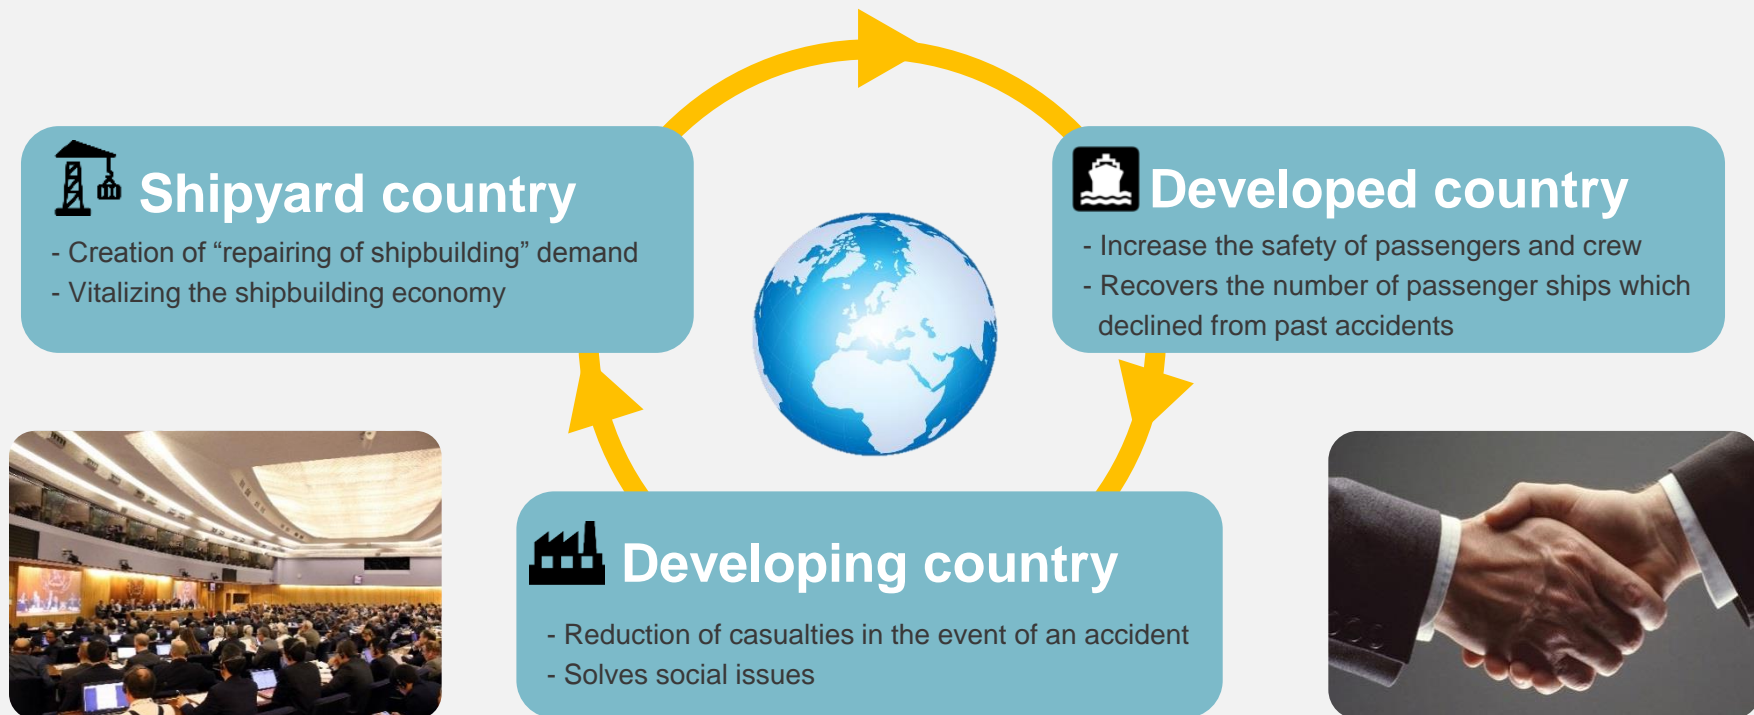 Shipyard country
- Creation of “repairing of shipbuilding” demand
- Vitalizing the shipbuilding economy
Developed country
- Increase the safety of passengers and crew
- Recovers the number of passenger ships which
declined from past accidents
Developing country
- Reduction of casualties in the event of an accident
- Solves social issues